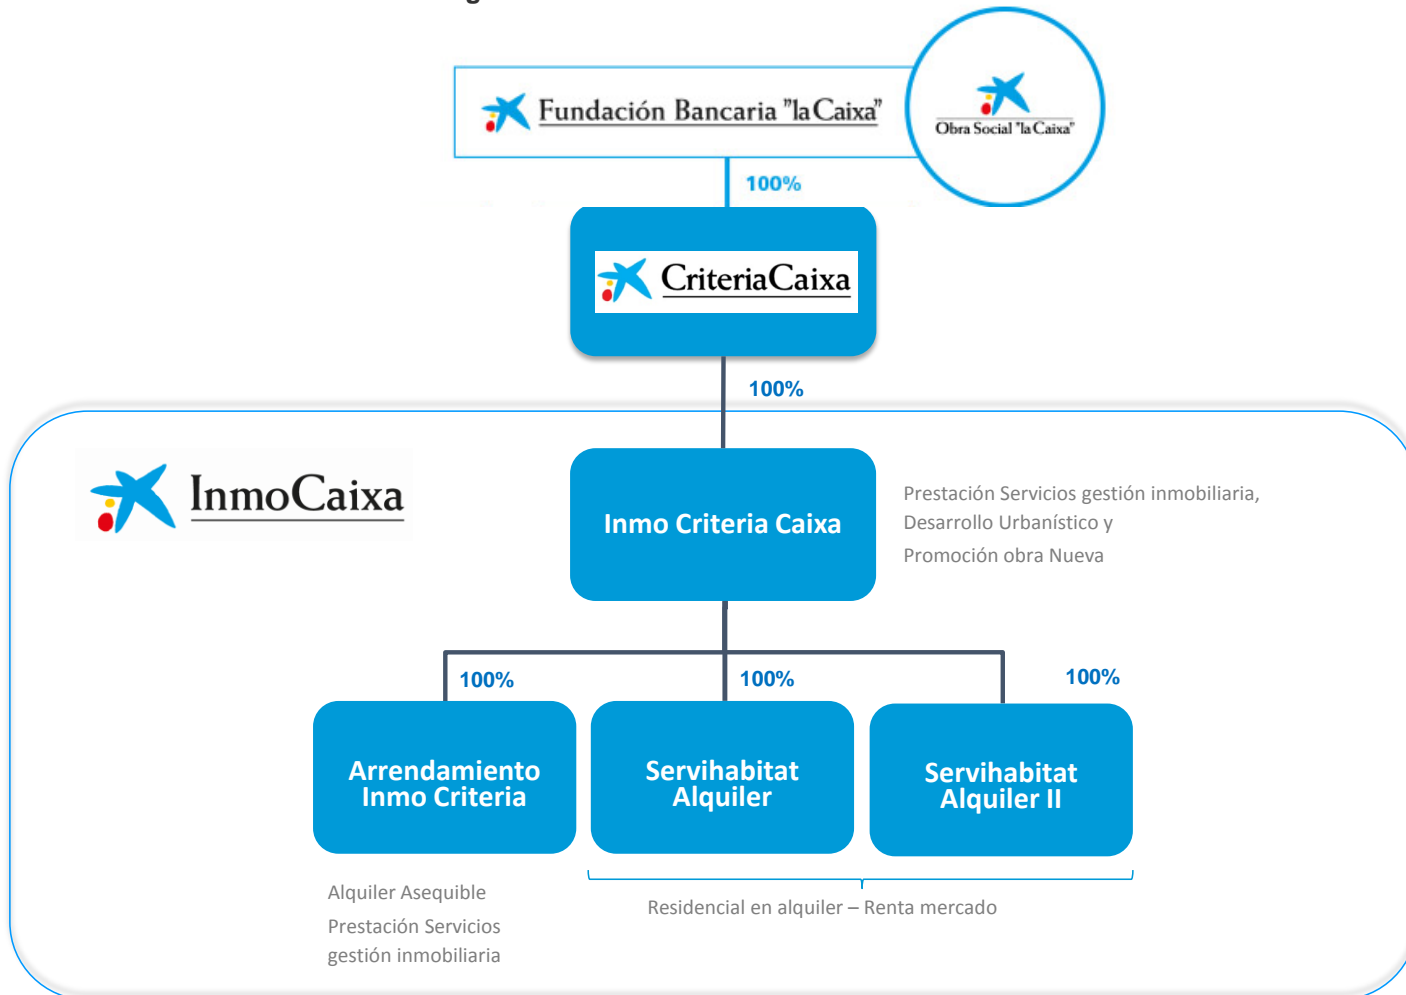 Fundación Bancaria "la Caixa"
Obra Social "la Caixa"
100%
CriteriaCaixa
100%
InmoCaixa
Inmo Criteria Caixa
Prestación Servicios gestión inmobiliaria,
Desarrollo Urbanístico y
Promoción obra Nueva
100%
100%
100%
Arrendamiento
Inmo Criteria
Servihabitat
Alquiler
Servihabitat
Alquiler II
Alquiler Asequible
Prestación Servicios
gestión inmobiliaria
Residencial en alquiler – Renta mercado